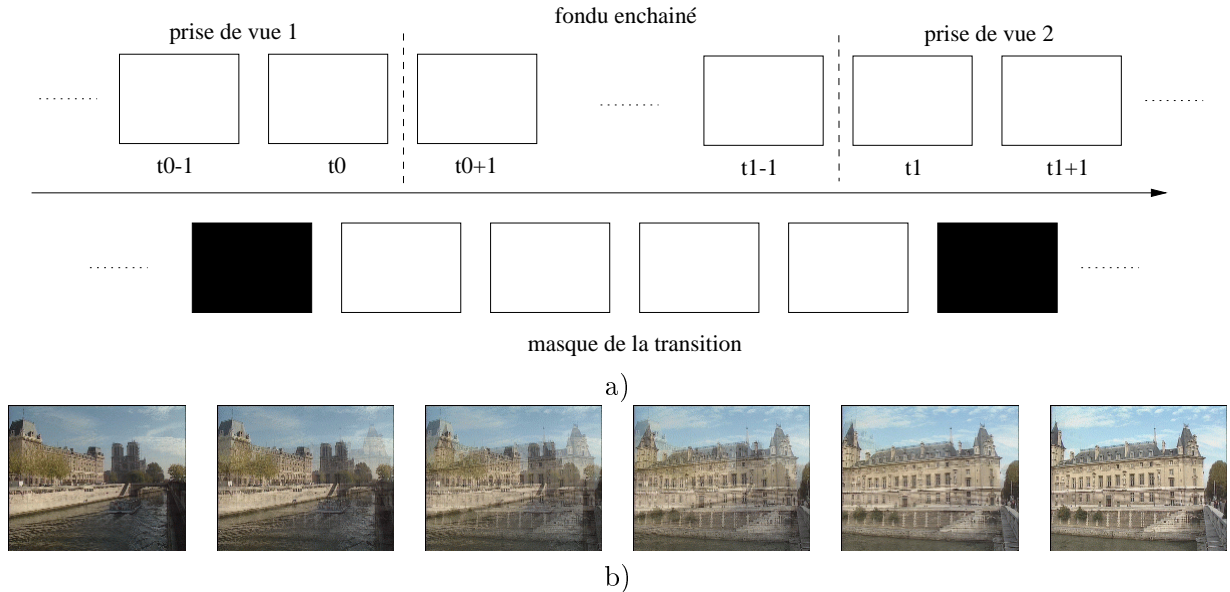 fondu enchainé
prise de vue 1
prise de vue 2
t0-1 t0 t0+1 t1-1 t1 t1+1
masque de la transition
a)
b)